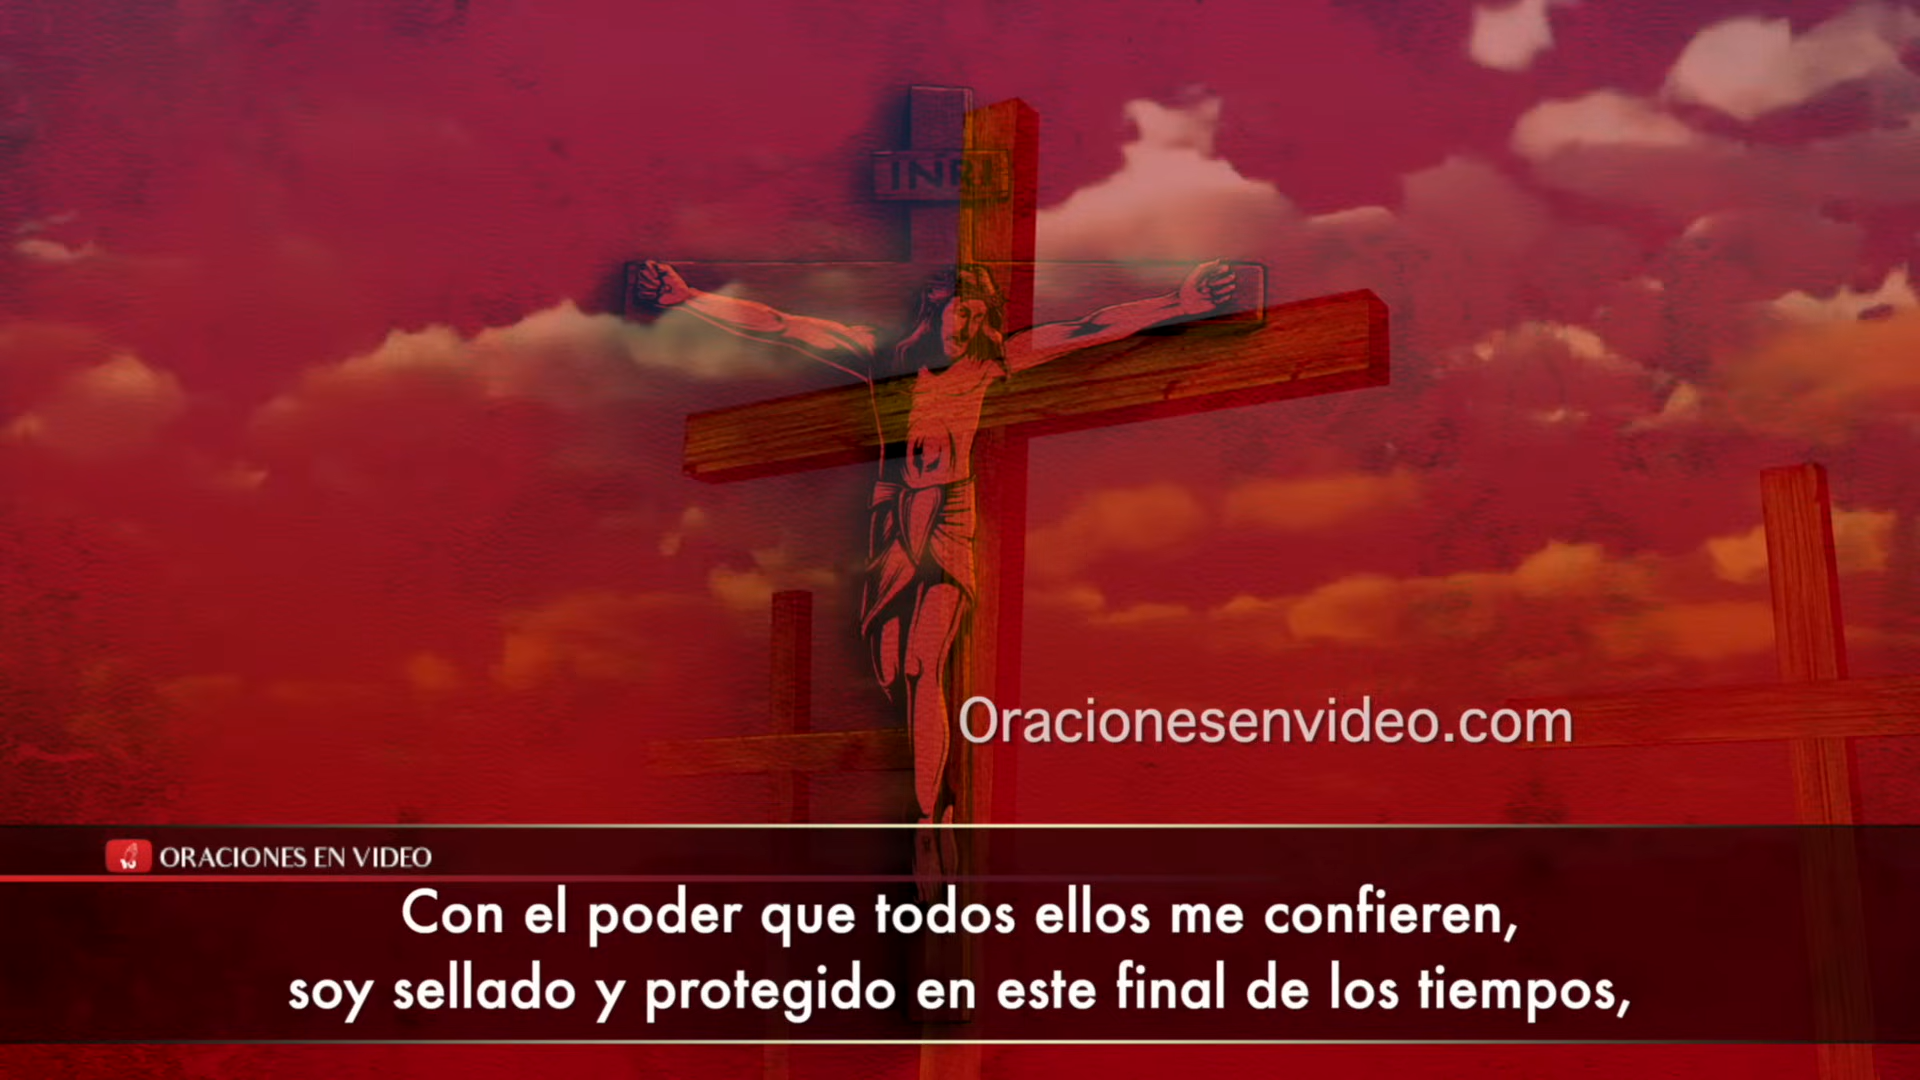 INRI
Oracionesenvideo.com
ORACIONES EN VIDEO
Con el poder que todos ellos me confieren,
soy sellado y protegido en este final de los tiempos,